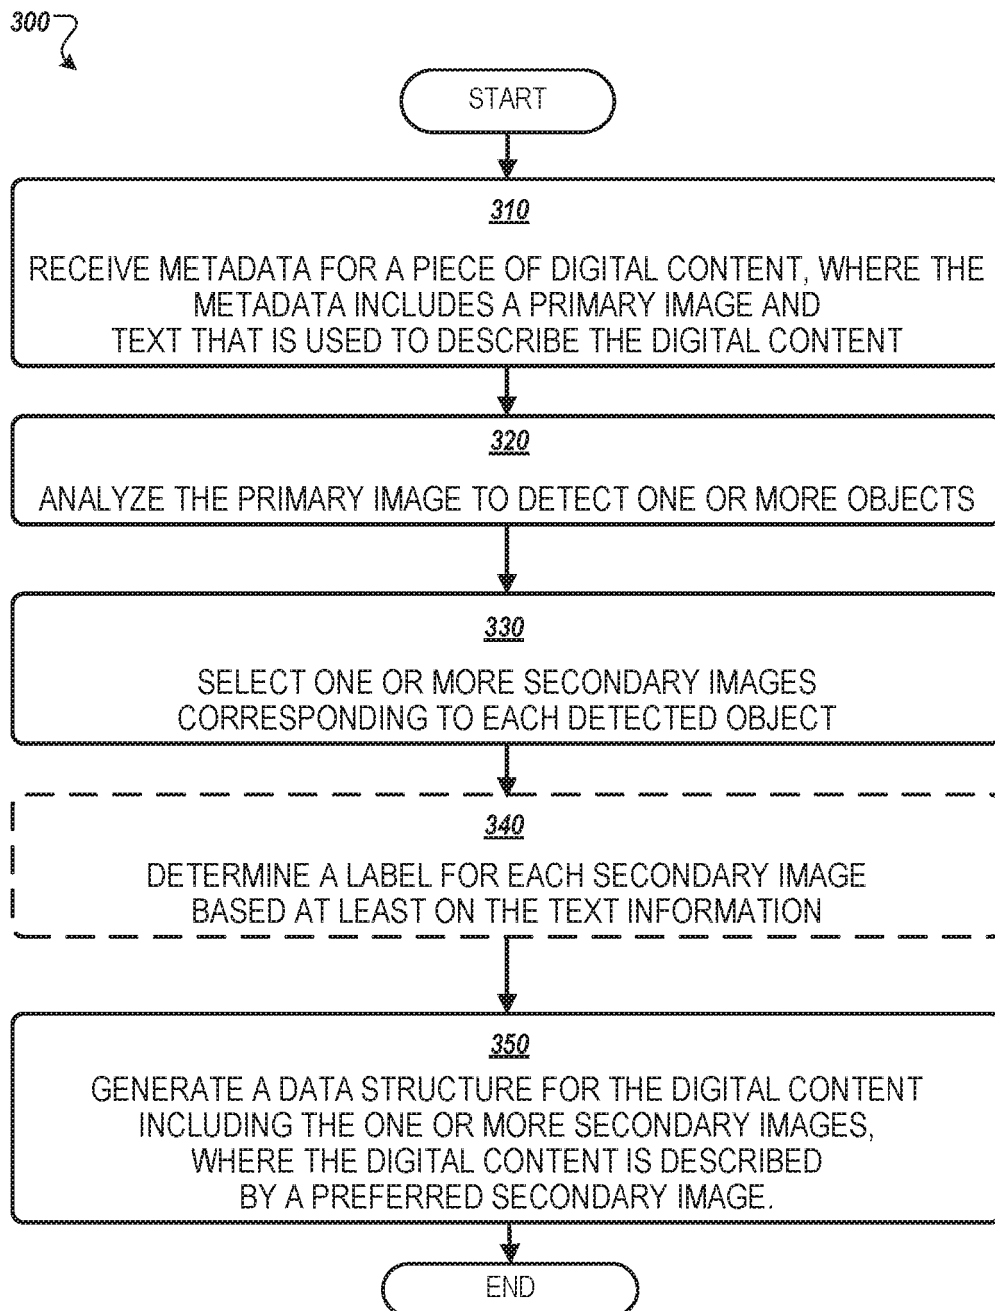 300
START
310
RECEIVE METADATA FOR A PIECE OF DIGITAL CONTENT, WHERE THE
METADATA INCLUDES A PRIMARY IMAGE AND
TEXT THAT IS USED TO DESCRIBE THE DIGITAL CONTENT
320
ANALYZE THE PRIMARY IMAGE TO DETECT ONE OR MORE OBJECTS
330
SELECT ONE OR MORE SECONDARY IMAGES
CORRESPONDING TO EACH DETECTED OBJECT
340
DETERMINE A LABEL FOR EACH SECONDARY IMAGE
BASED AT LEAST ON THE TEXT INFORMATION
350
GENERATE A DATA STRUCTURE FOR THE DIGITAL CONTENT
INCLUDING THE ONE OR MORE SECONDARY IMAGES,
WHERE THE DIGITAL CONTENT IS DESCRIBED
BY A PREFERRED SECONDARY IMAGE.
END